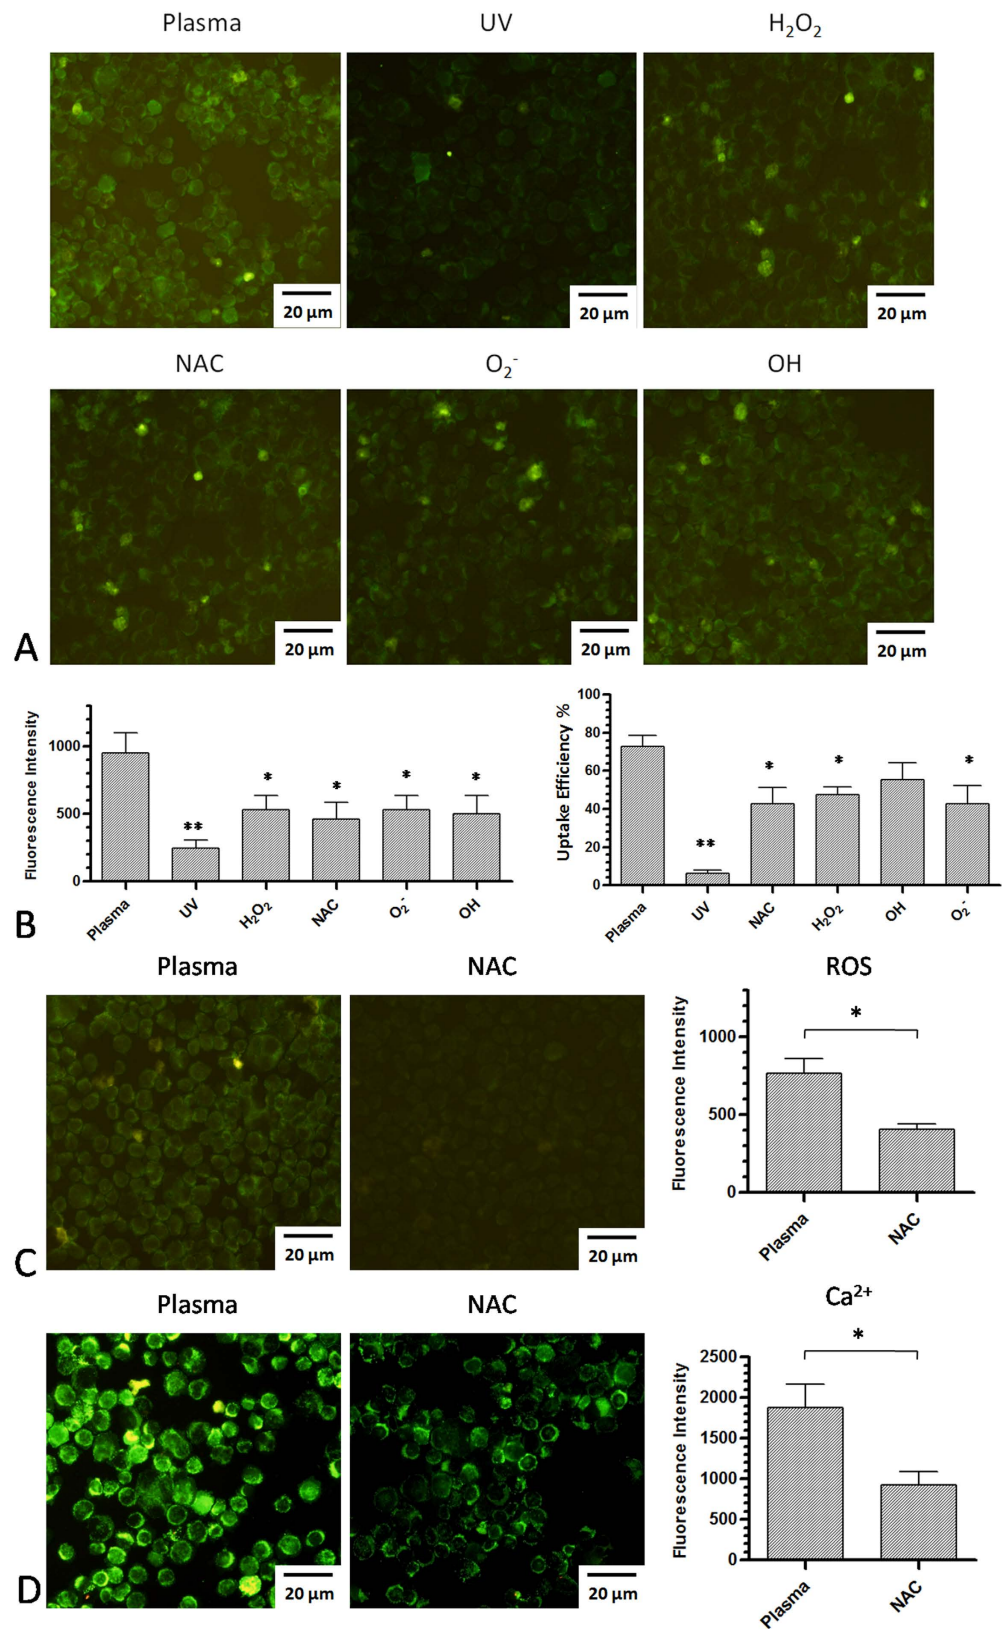 Plasma UV H₂O₂
20 µm 20 µm 20 µm
NAC O₂⁻ OH
20 µm 20 µm 20 µm
A
Fluorescence Intensity
1000
500
0
** * * * *
Plasma UV H₂O₂ NAC O₂⁻ OH
Uptake Efficiency %
100
80
60
40
20
0
** * * *
Plasma UV NAC H₂O₂ OH O₂⁻
B
Plasma NAC ROS
20 µm 20 µm
Fluorescence Intensity
1000
500
0
*
Plasma NAC
C
Plasma NAC Ca²⁺
20 µm 20 µm
Fluorescence Intensity
2500
2000
1500
1000
500
0
*
Plasma NAC
D